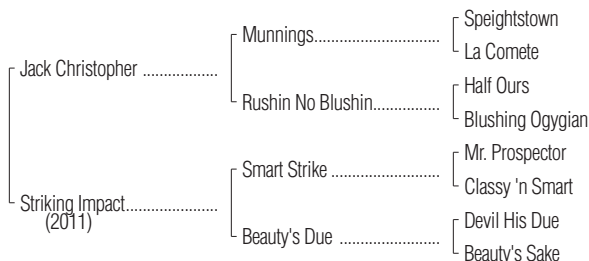 Speightstown
Munnings................................
La Comete
Jack Christopher ...................
Half Ours
Rushin No Blushin.................
Blushing Ogygian
Mr. Prospector
Smart Strike ...........................
Classy 'n Smart
Striking Impact.......................
(2011)
Devil His Due
Beauty's Due .........................
Beauty's Sake